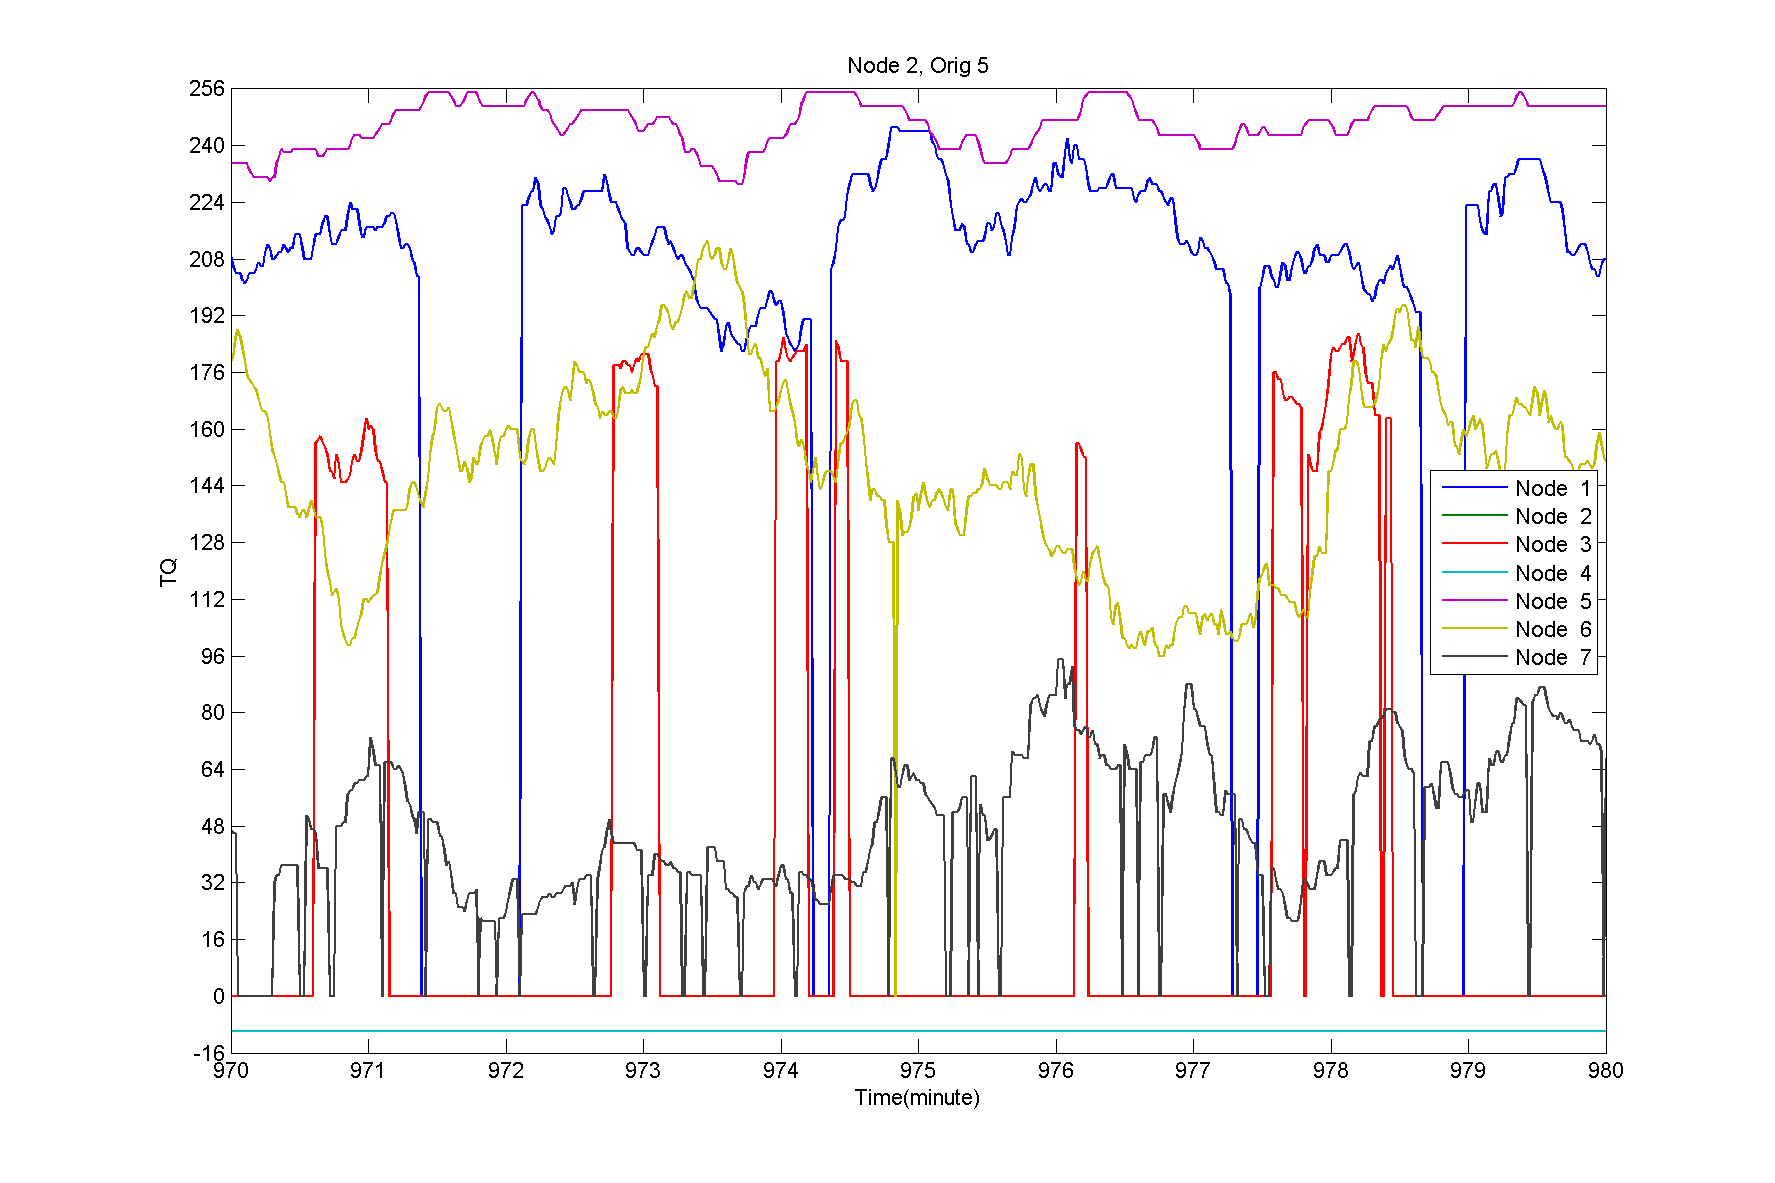 Node 2, Orig 5
256
240
224
208
192
176
160
144
128
112
96
80
64
48
32
16
0
-16
TQ
Node 1
Node 2
Node 3
Node 4
Node 5
Node 6
Node 7
970 971 972 973 974 975 976 977 978 979 980
Time(minute)